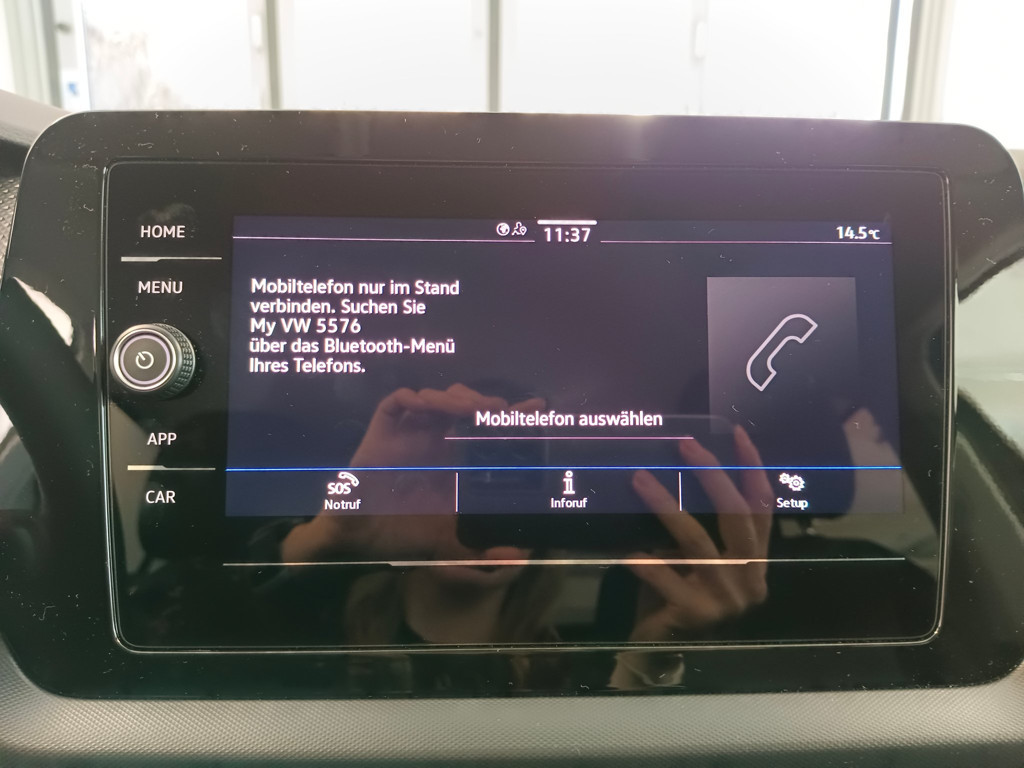 HOME
MENU
APP
CAR
11:37
14.5°C
Mobiltelefon nur im Stand
verbinden. Suchen Sie
My VW 5576
über das Bluetooth-Menü
Ihres Telefons.
Mobiltelefon auswählen
SOS
Notruf
Inforuf
Setup